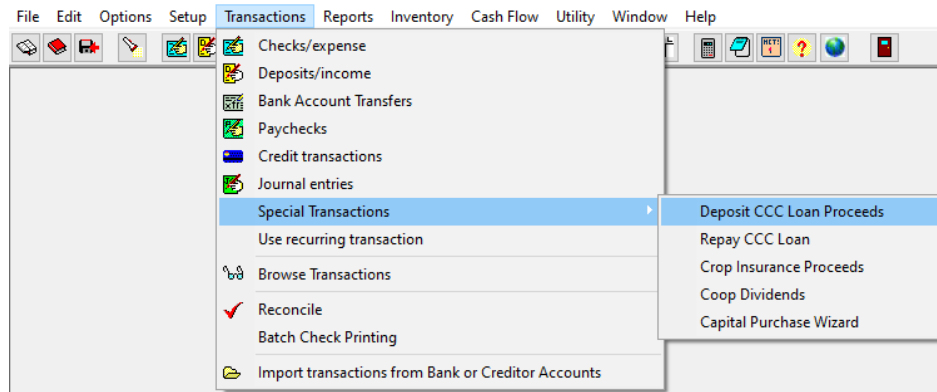 File Edit Options Setup Transactions Reports Inventory Cash Flow Utility Window Help
Checks/expense
Deposits/income
Bank Account Transfers
Paychecks
Credit transactions
Journal entries
Special Transactions
Use recurring transaction
Browse Transactions
Reconcile
Batch Check Printing
Import transactions from Bank or Creditor Accounts
Deposit CCC Loan Proceeds
Repay CCC Loan
Crop Insurance Proceeds
Coop Dividends
Capital Purchase Wizard